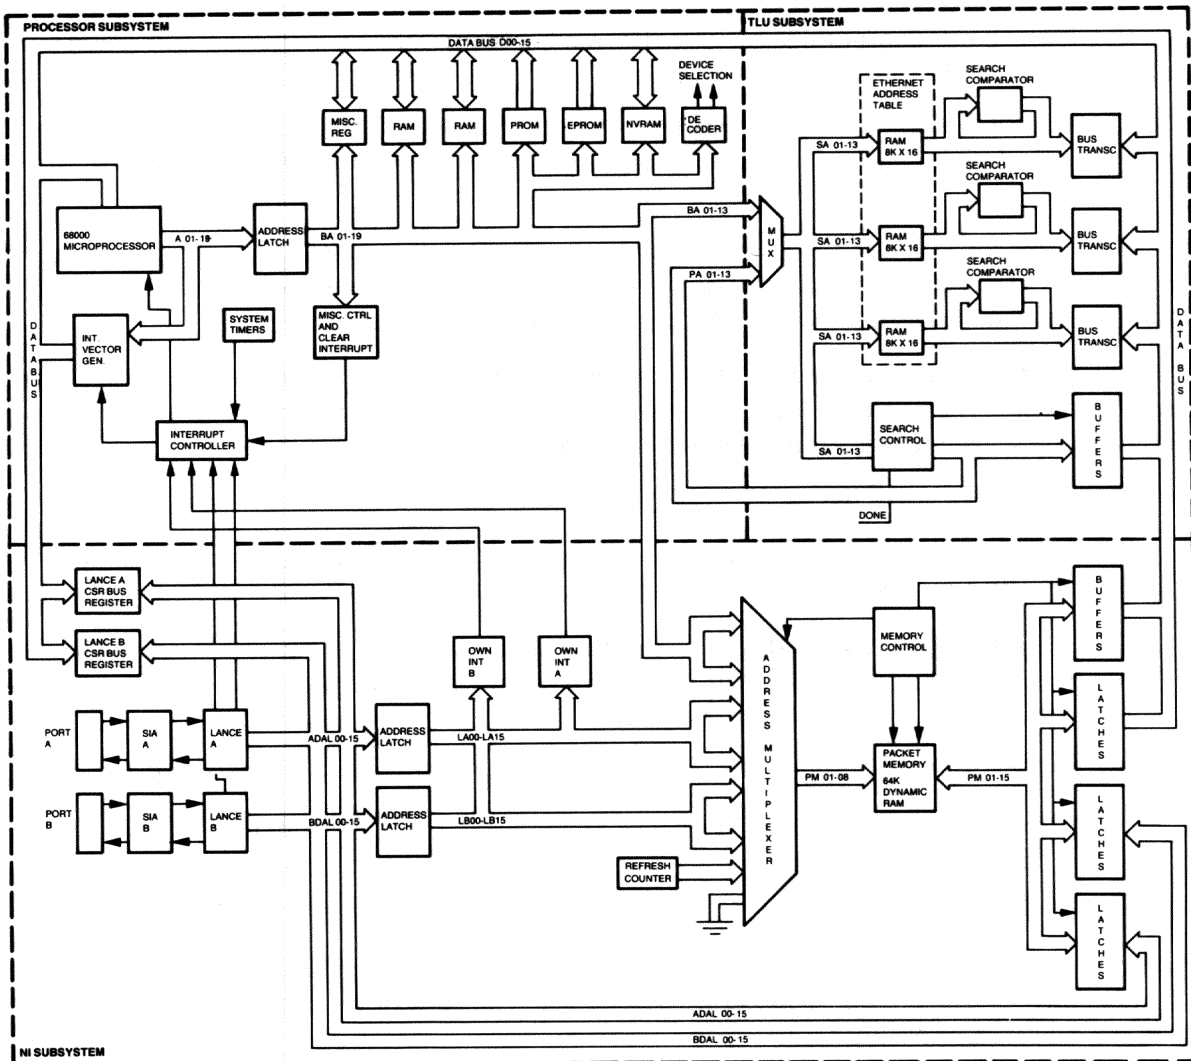 PROCESSOR SUBSYSTEM
TLU SUBSYSTEM
DATA BUS D00-15
DEVICE
SELECTION
MISC.
REG
RAM
RAM
PROM
EPROM
NVRAM
DE
CODER
ETHERNET
ADDRESS
TABLE
SEARCH
COMPARATOR
SA 01-13
RAM
8K X 16
BUS
TRANSC
SEARCH
COMPARATOR
SA 01-13
RAM
8K X 16
BUS
TRANSC
SEARCH
COMPARATOR
SA 01-13
RAM
8K X 16
BUS
TRANSC
68000
MICROPROCESSOR
A 01-19
ADDRESS
LATCH
BA 01-19
BA 01-13
PA 01-13
MUX
DATA BUS
INT.
VECTOR
GEN.
SYSTEM
TIMERS
MISC. CTRL
AND
CLEAR
INTERRUPT
DATA BUS
INTERRUPT
CONTROLLER
SA 01-13
SEARCH
CONTROL
BUFFERS
DONE
LANCE A
CSR BUS
REGISTER
LANCE B
CSR BUS
REGISTER
OWN
INT
B
OWN
INT
A
ADDRESS MULTIPLEXER
MEMORY
CONTROL
BUFFERS
PORT
A
SIA
A
LANCE
A
ADAL 00-15
ADDRESS
LATCH
LA00-LA15
LATCHES
PM 01-08
PACKET
MEMORY
64K
DYNAMIC
RAM
PM 01-15
PORT
B
SIA
B
LANCE
B
BDAL 00-15
ADDRESS
LATCH
LB00-LB15
LATCHES
REFRESH
COUNTER
LATCHES
ADAL 00-15
BDAL 00-15
NI SUBSYSTEM